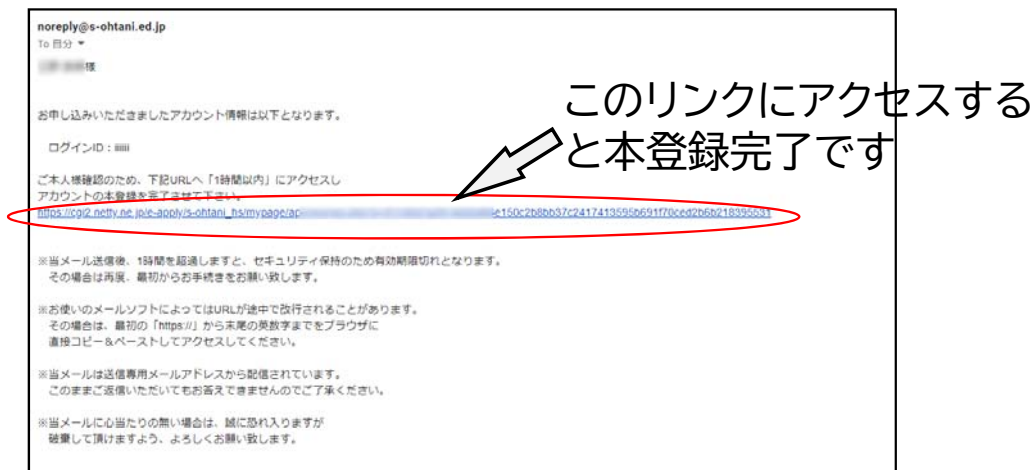 noreply@s-ohtani.ed.jp
To 自分
様
お申し込みいただきましたアカウント情報は以下となります。
ログインID：iiiiii
ご本人様確認のため、下記URLへ「1時間以内」にアクセスし
アカウントの本登録を完了させて下さい。
https://cgi2.netty.ne.jp/e-apply/s-ohtani_hs/mypage/ap
このリンクにアクセスする
と本登録完了です
※当メール送信後、1時間を超過しますと、セキュリティ保持のため有効期限切れとなります。
その場合は再度、最初からお手続きをお願い致します。
※お使いのメールソフトによってはURLが途中で改行されることがあります。
その場合は、最初の「https://」から末尾の英数字までをブラウザに
直接コピー＆ペーストしてアクセスしてください。
※当メールは送信専用メールアドレスから配信されています。
このままご返信いただいてもお答えできませんのでご了承ください。
※当メールに心当たりの無い場合は、誠に恐れ入りますが
破棄して頂けますよう、よろしくお願い致します。